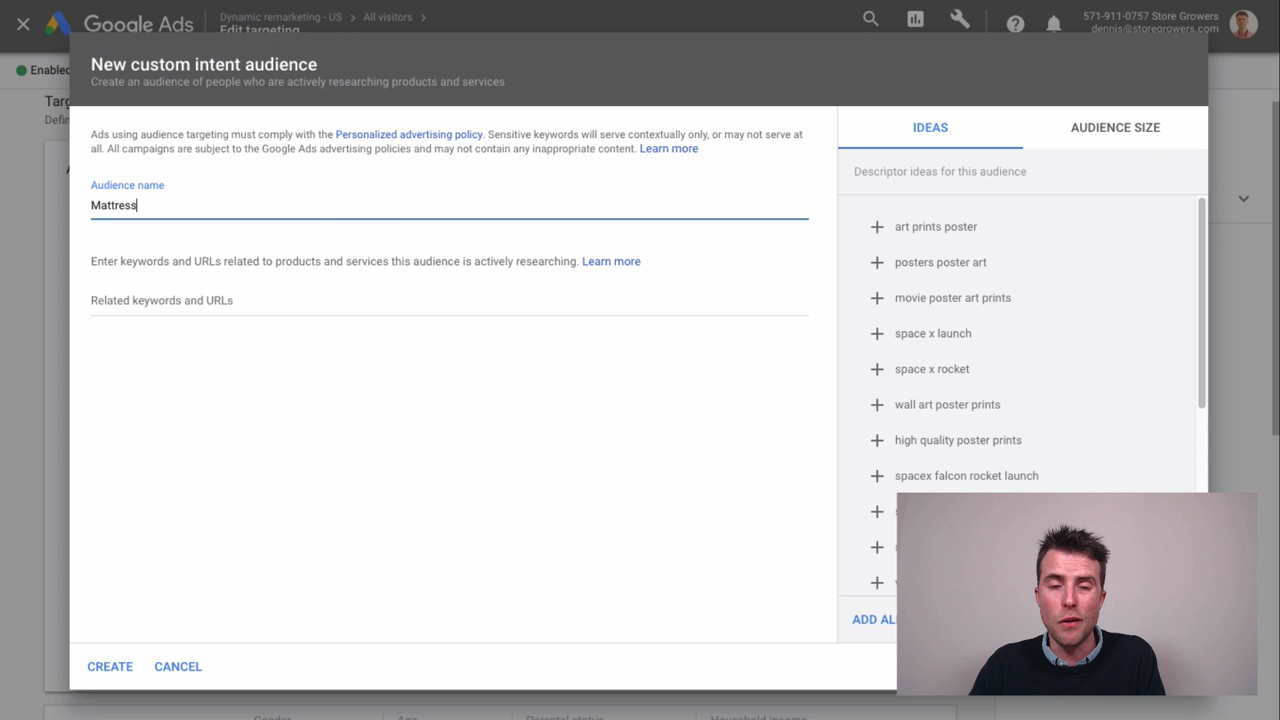 Google Ads
Dynamic remarketing - US
All visitors
Edit targeting
571-911-0757 Store Growers
dennis@storegrowers.com
Enabled
New custom intent audience
Create an audience of people who are actively researching products and services
Ads using audience targeting must comply with the Personalized advertising policy. Sensitive keywords will serve contextually only, or may not serve at
all. All campaigns are subject to the Google Ads advertising policies and may not contain any inappropriate content. Learn more
Audience name
Mattress
Enter keywords and URLs related to products and services this audience is actively researching. Learn more
Related keywords and URLs
IDEAS
AUDIENCE SIZE
Descriptor ideas for this audience
art prints poster
posters poster art
movie poster art prints
space x launch
space x rocket
wall art poster prints
high quality poster prints
spacex falcon rocket launch
CREATE
CANCEL
Gender
Age
Parental status
Household income